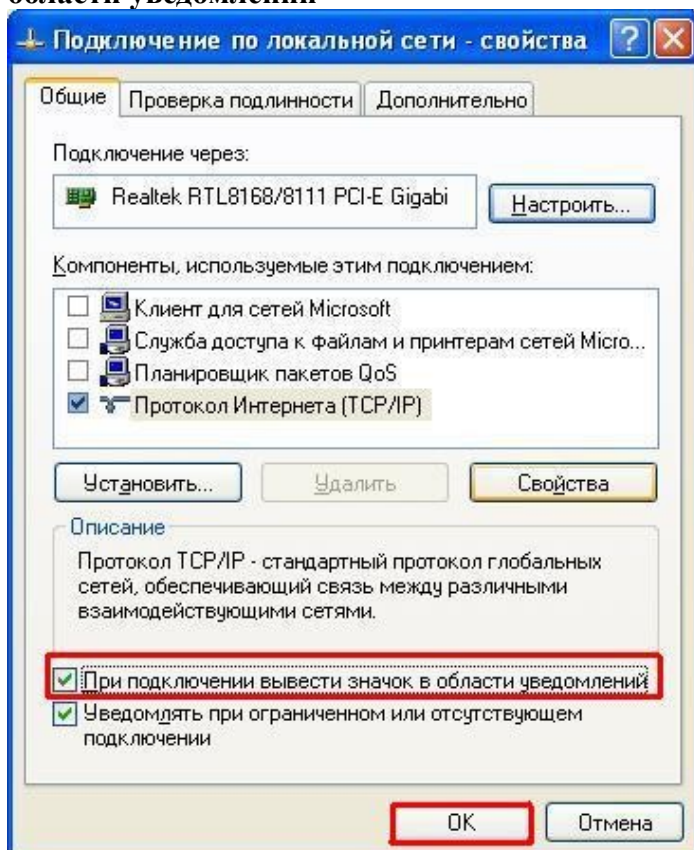 области уведомлений
Подключение по локальной сети - свойства
Общие Проверка подлинности Дополнительно
Подключение через:
Realtek RTL8168/8111 PCI-E Gigabi Настроить...
Компоненты, используемые этим подключением:
Клиент для сетей Microsoft
Служба доступа к файлам и принтерам сетей Micro...
Планировщик пакетов QoS
Протокол Интернета (TCP/IP)
Установить... Удалить Свойства
Описание
Протокол TCP/IP - стандартный протокол глобальных
сетей, обеспечивающий связь между различными
взаимодействующими сетями.
При подключении вывести значок в области уведомлений
Уведомлять при ограниченном или отсутствующем
подключении
OK Отмена